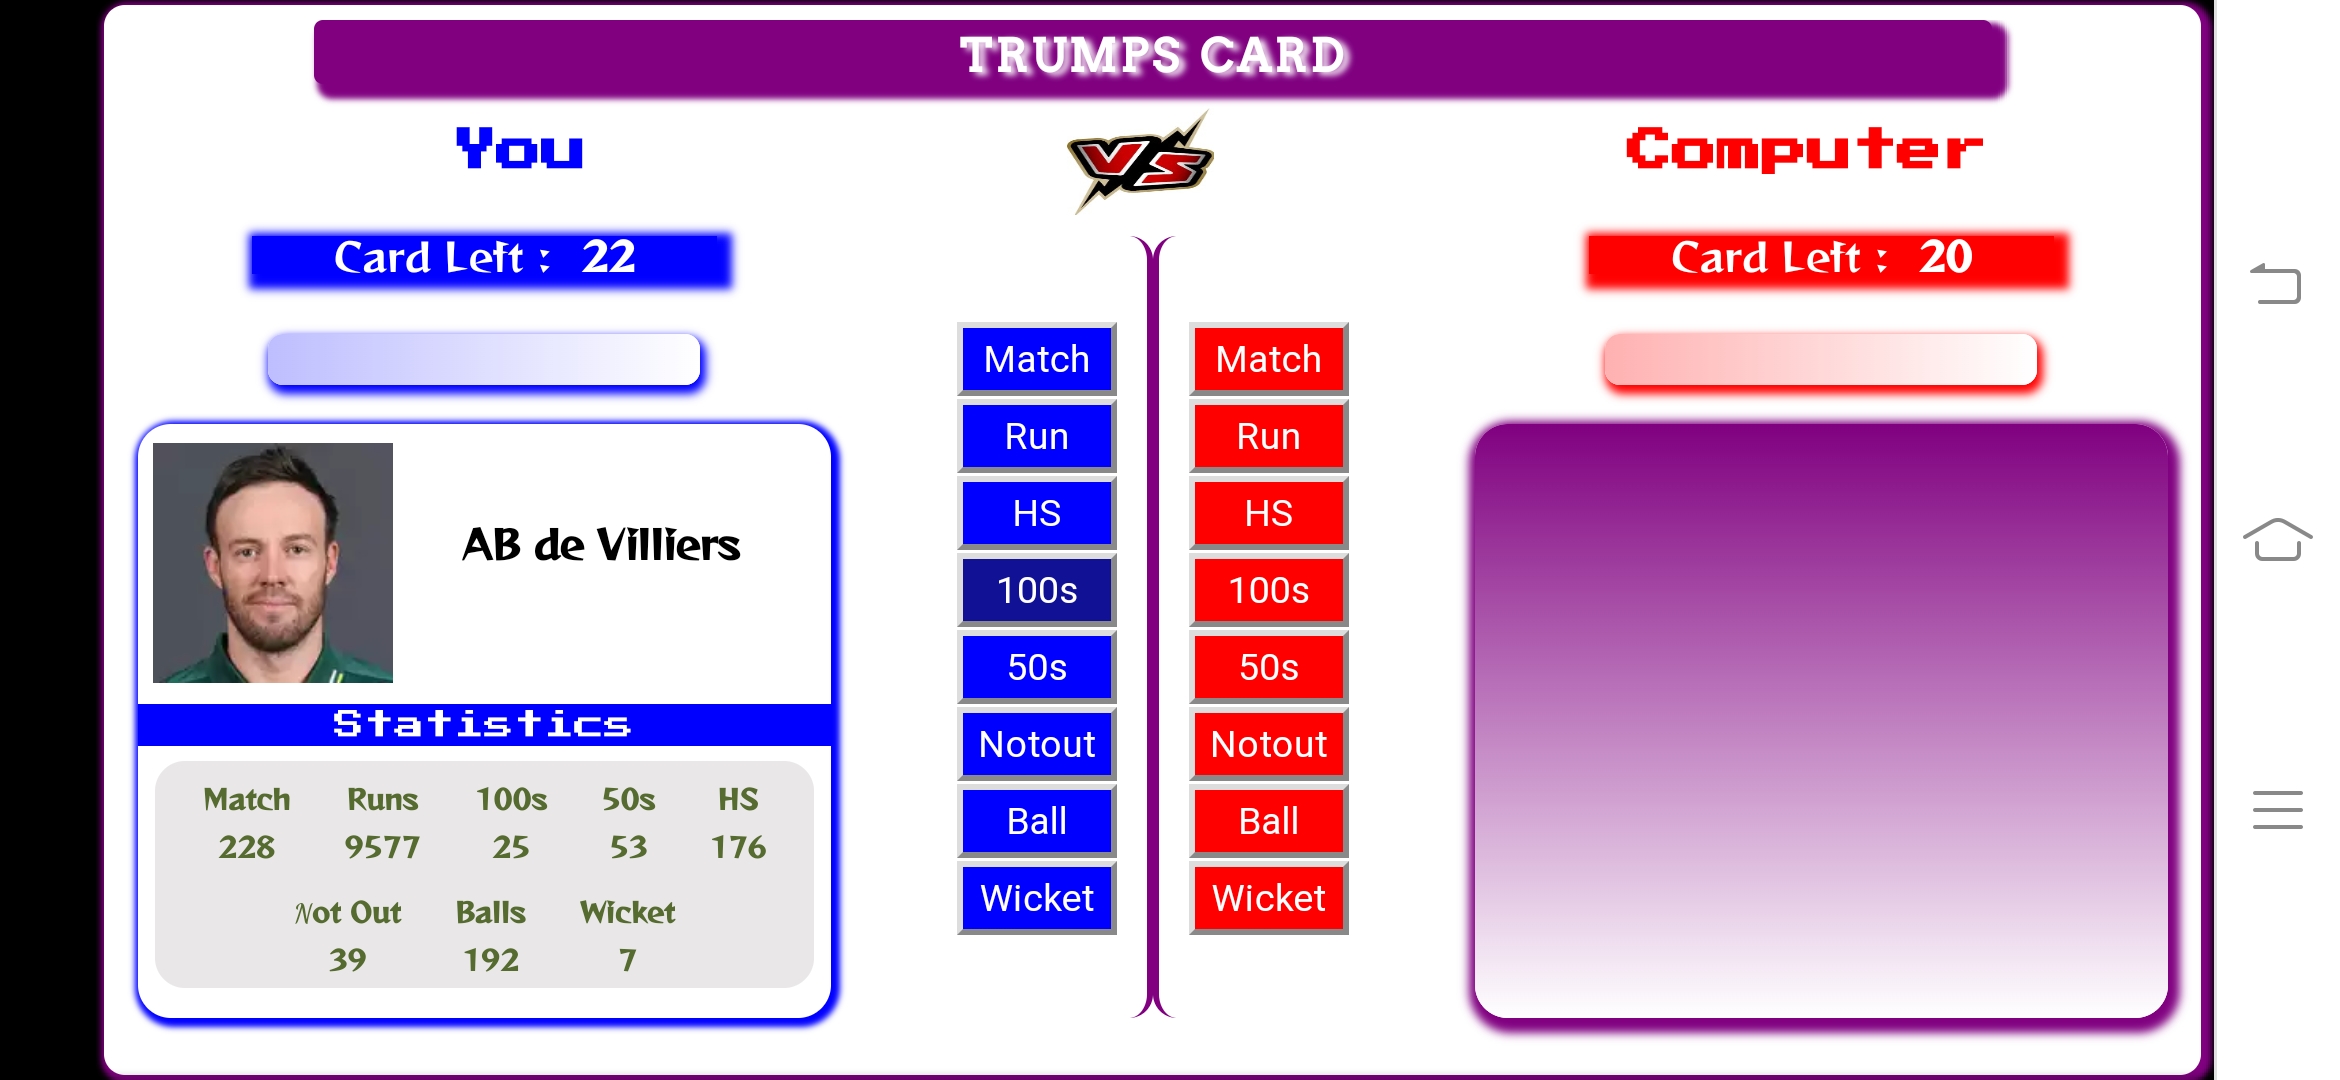 TRUMPS CARD
You
VS
Computer
Card Left : 22
Card Left : 20
Match
Match
Run
Run
HS
HS
100s
100s
50s
50s
Notout
Notout
Ball
Ball
Wicket
Wicket
AB de Villiers
Statistics
Match Runs 100s 50s HS
228 9577 25 53 176
Not Out Balls Wicket
39 192 7